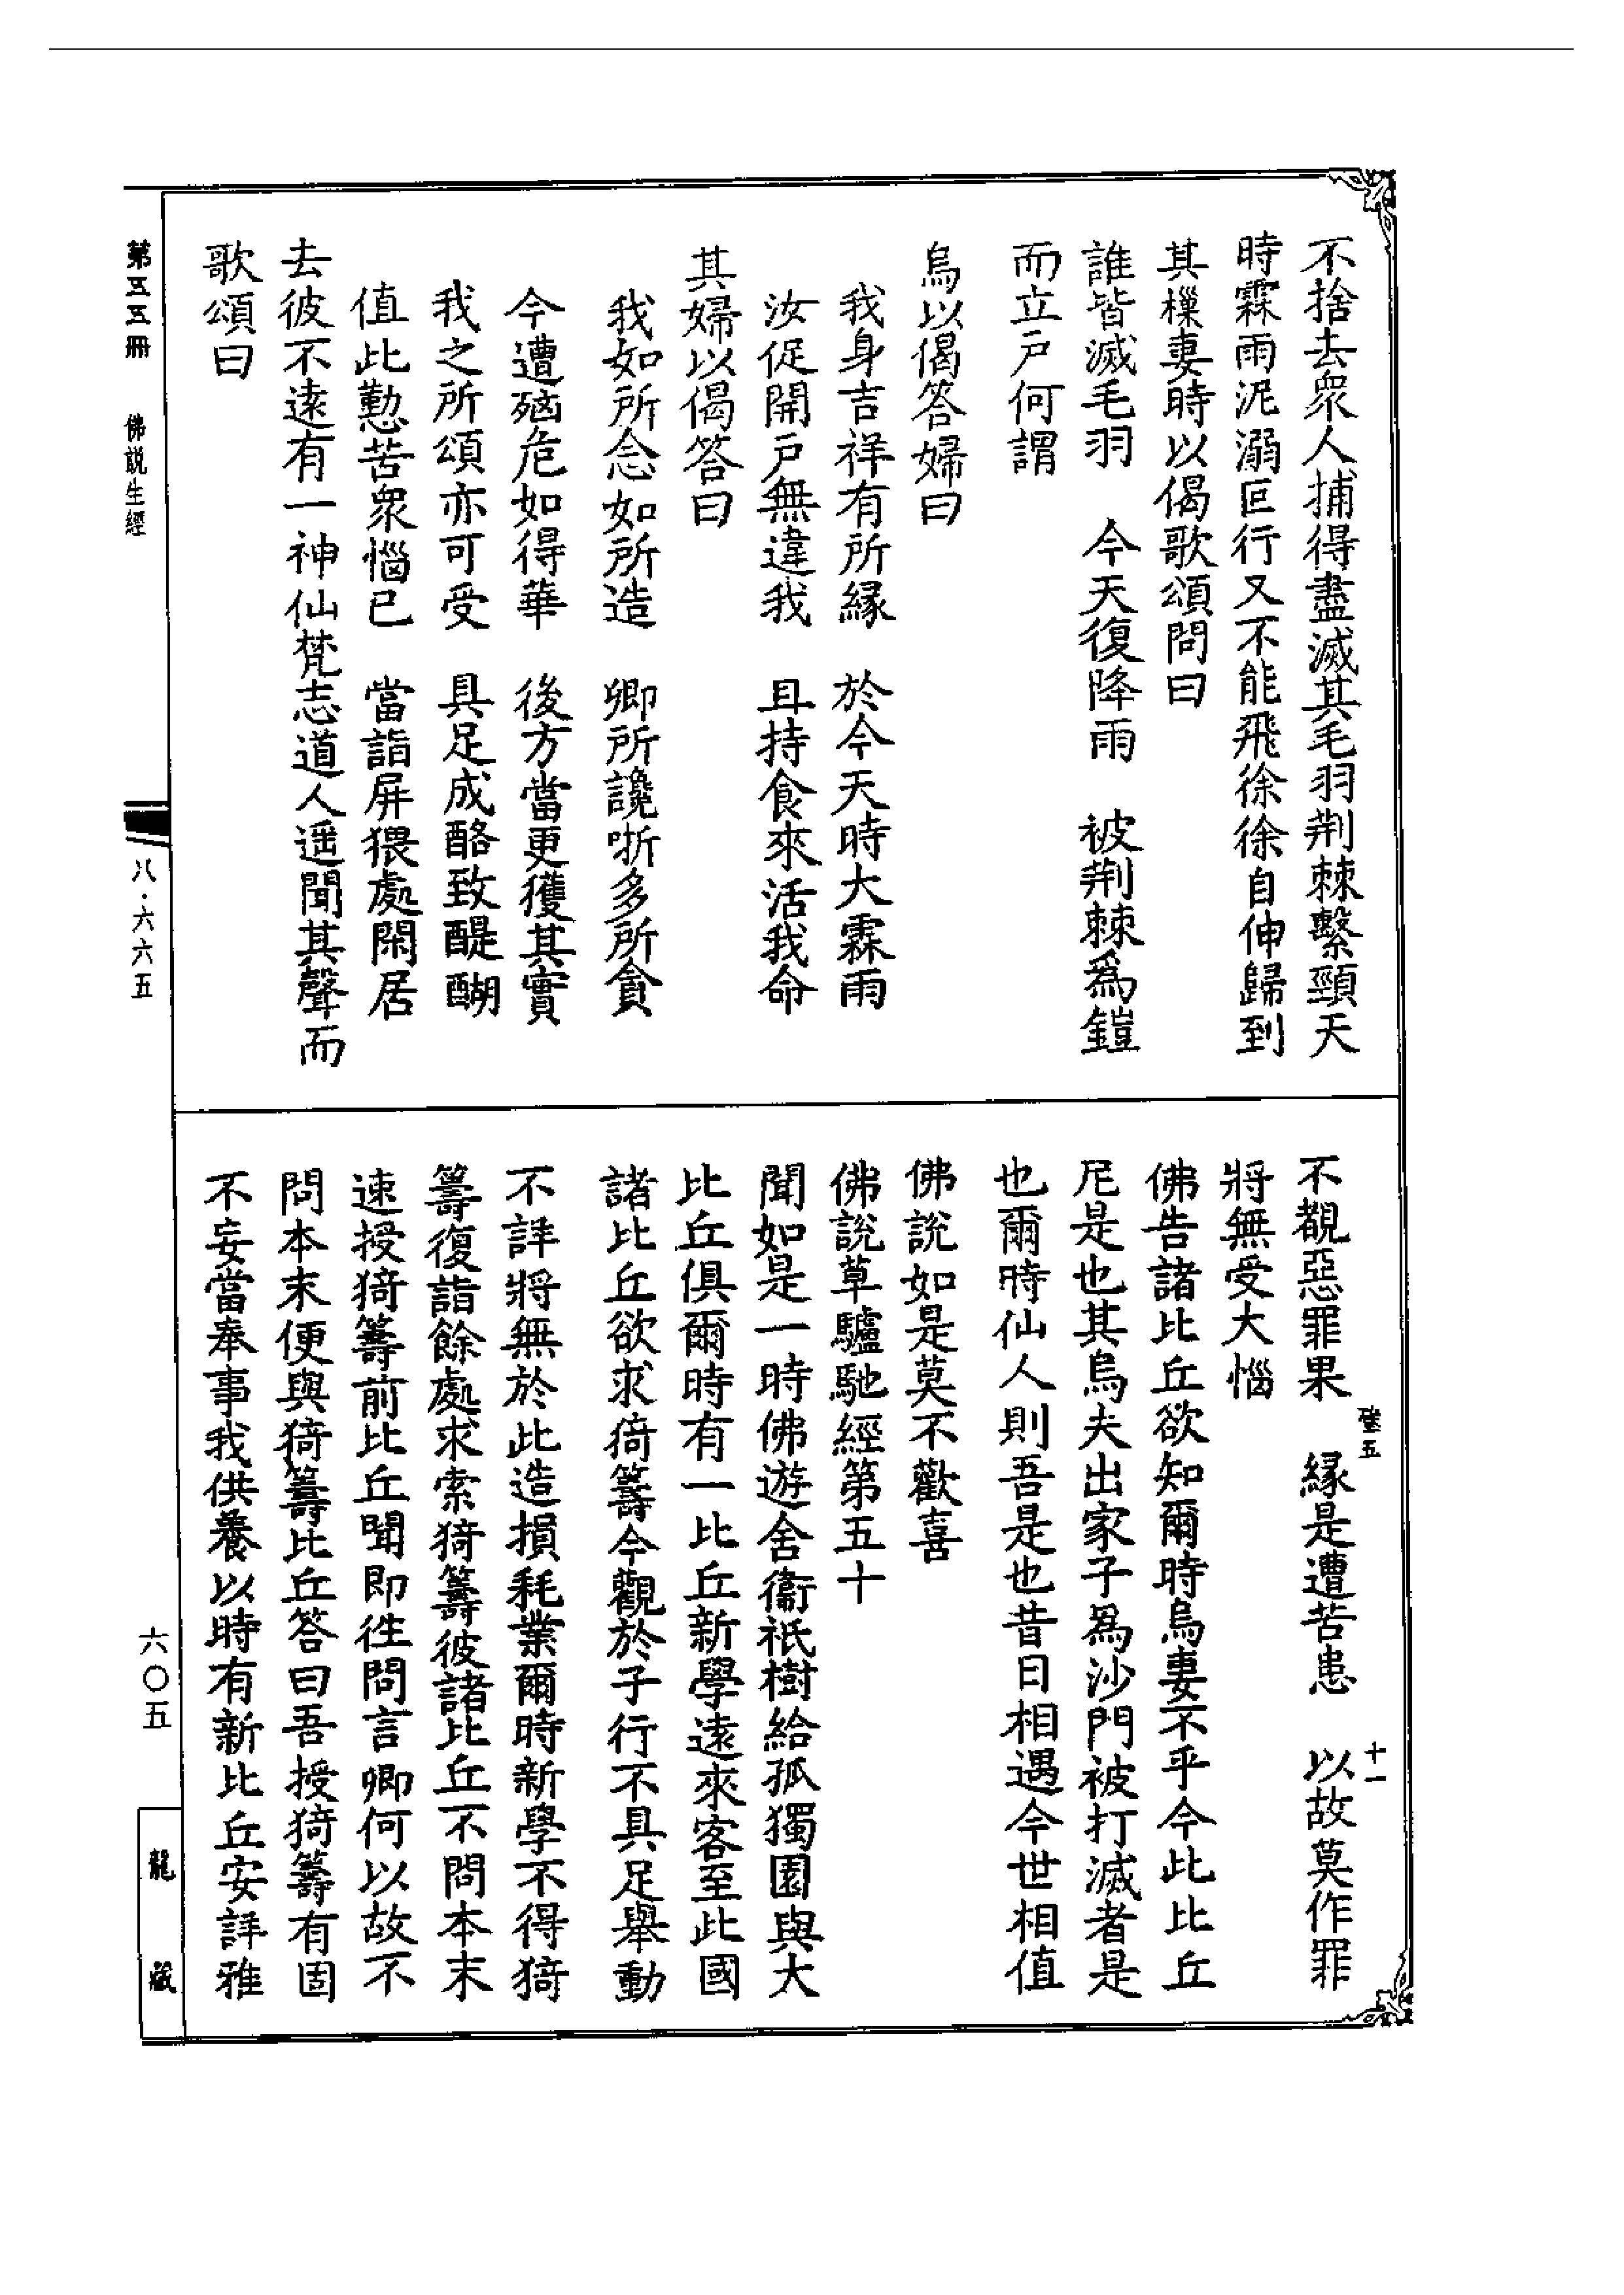 不捨去衆人捕得盡滅其毛羽荆棘繫頸天
時霖雨泥溺叵行又不能飛徐徐自伸歸到
其樔妻時以偈歌頌問曰
誰皆滅毛羽　今天復降雨　被荆棘爲鎧
而立戸何謂
烏以偈答婦曰
我身吉祥有所縁　於今天時大霖雨
汝促開戸無違我　且持食來活我命
其婦以偈答曰
我如所念如所造　卿所讒哳多所貪
今遭殃危如得華　後方當更獲其實
我之所頌亦可受　具足成酪致醍醐
值此懃苦衆惱已　當詣屏猥處閑居
去彼不遠有一神仙梵志道人遥聞其聲而
歌頌曰
不覩惡罪果　縁是遭苦患　以故莫作罪
將無受大惱
佛告諸比丘欲知爾時烏妻不乎今此比丘
尼是也其烏夫出家子爲沙門被打滅者是
也爾時仙人則吾是也昔日相遇今世相值
佛說如是莫不歡喜
佛說草驢馳經第五十
聞如是一時佛遊舍衞祇樹給孤獨園與大
比丘俱爾時有一比丘新學遠來客至此國
諸比丘欲求猗籌今觀於子行不具足舉動
不詳將無於此造損耗業爾時新學不得猗
籌復詣餘處求索猗籌彼諸比丘不問本末
速授猗籌前比丘聞即徃問言卿何以故不
問本末便與猗籌比丘答曰吾授猗籌有固
不妄當奉事我供養以時有新比丘安詳雅
第五五冊　佛説生經
八·六六五
六〇五
龍藏
五
十一